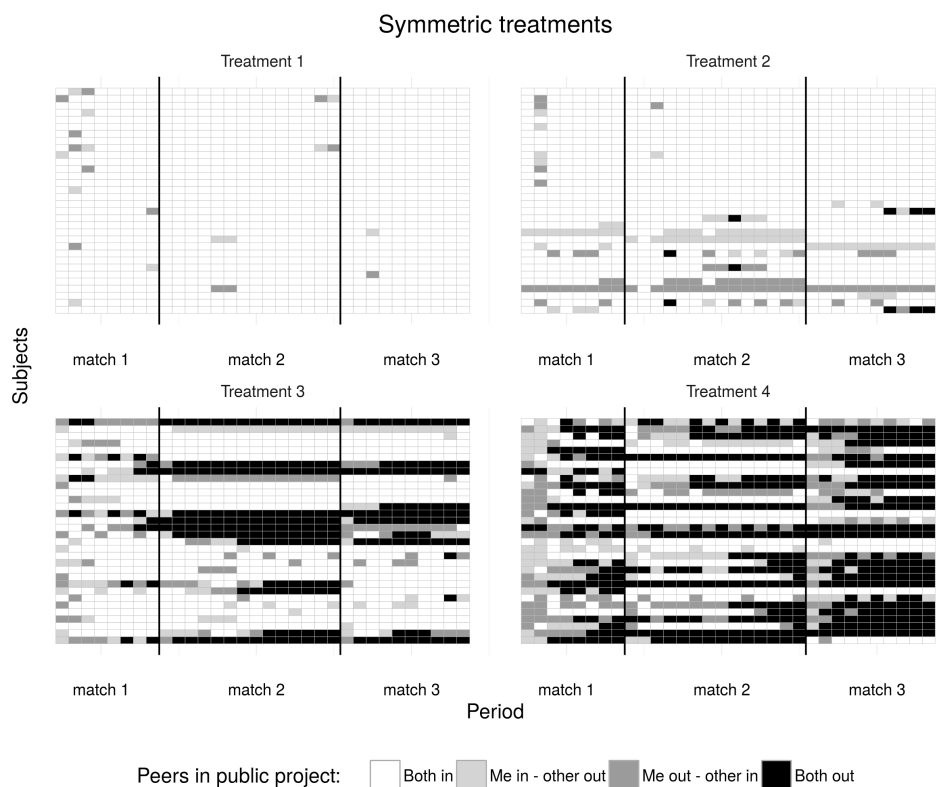 Symmetric treatments
Treatment 1
Treatment 2
match 1
match 2
match 3
match 1
match 2
match 3
Subjects
Treatment 3
Treatment 4
match 1
match 2
match 3
match 1
match 2
match 3
Period
Peers in public project: Both in Me in - other out Me out - other in Both out